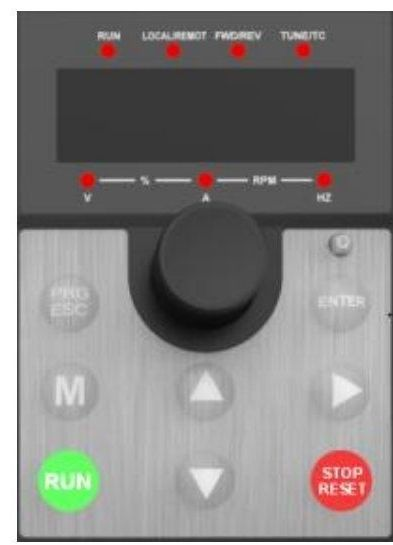 RUN LOCAL/REMOT FWD/REV TUNE/TC
% RPM
V A HZ
PRG
ESC
ENTER
M
RUN
STOP
RESET